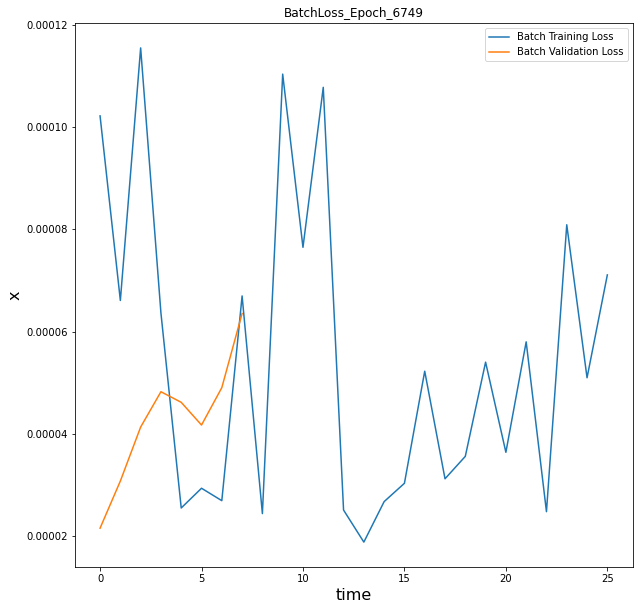 BatchLoss_Epoch_6749
Batch Training Loss
Batch Validation Loss
0.00012
0.00010
0.00008
0.00006
0.00004
0.00002
x
0 5 10 15 20 25
time